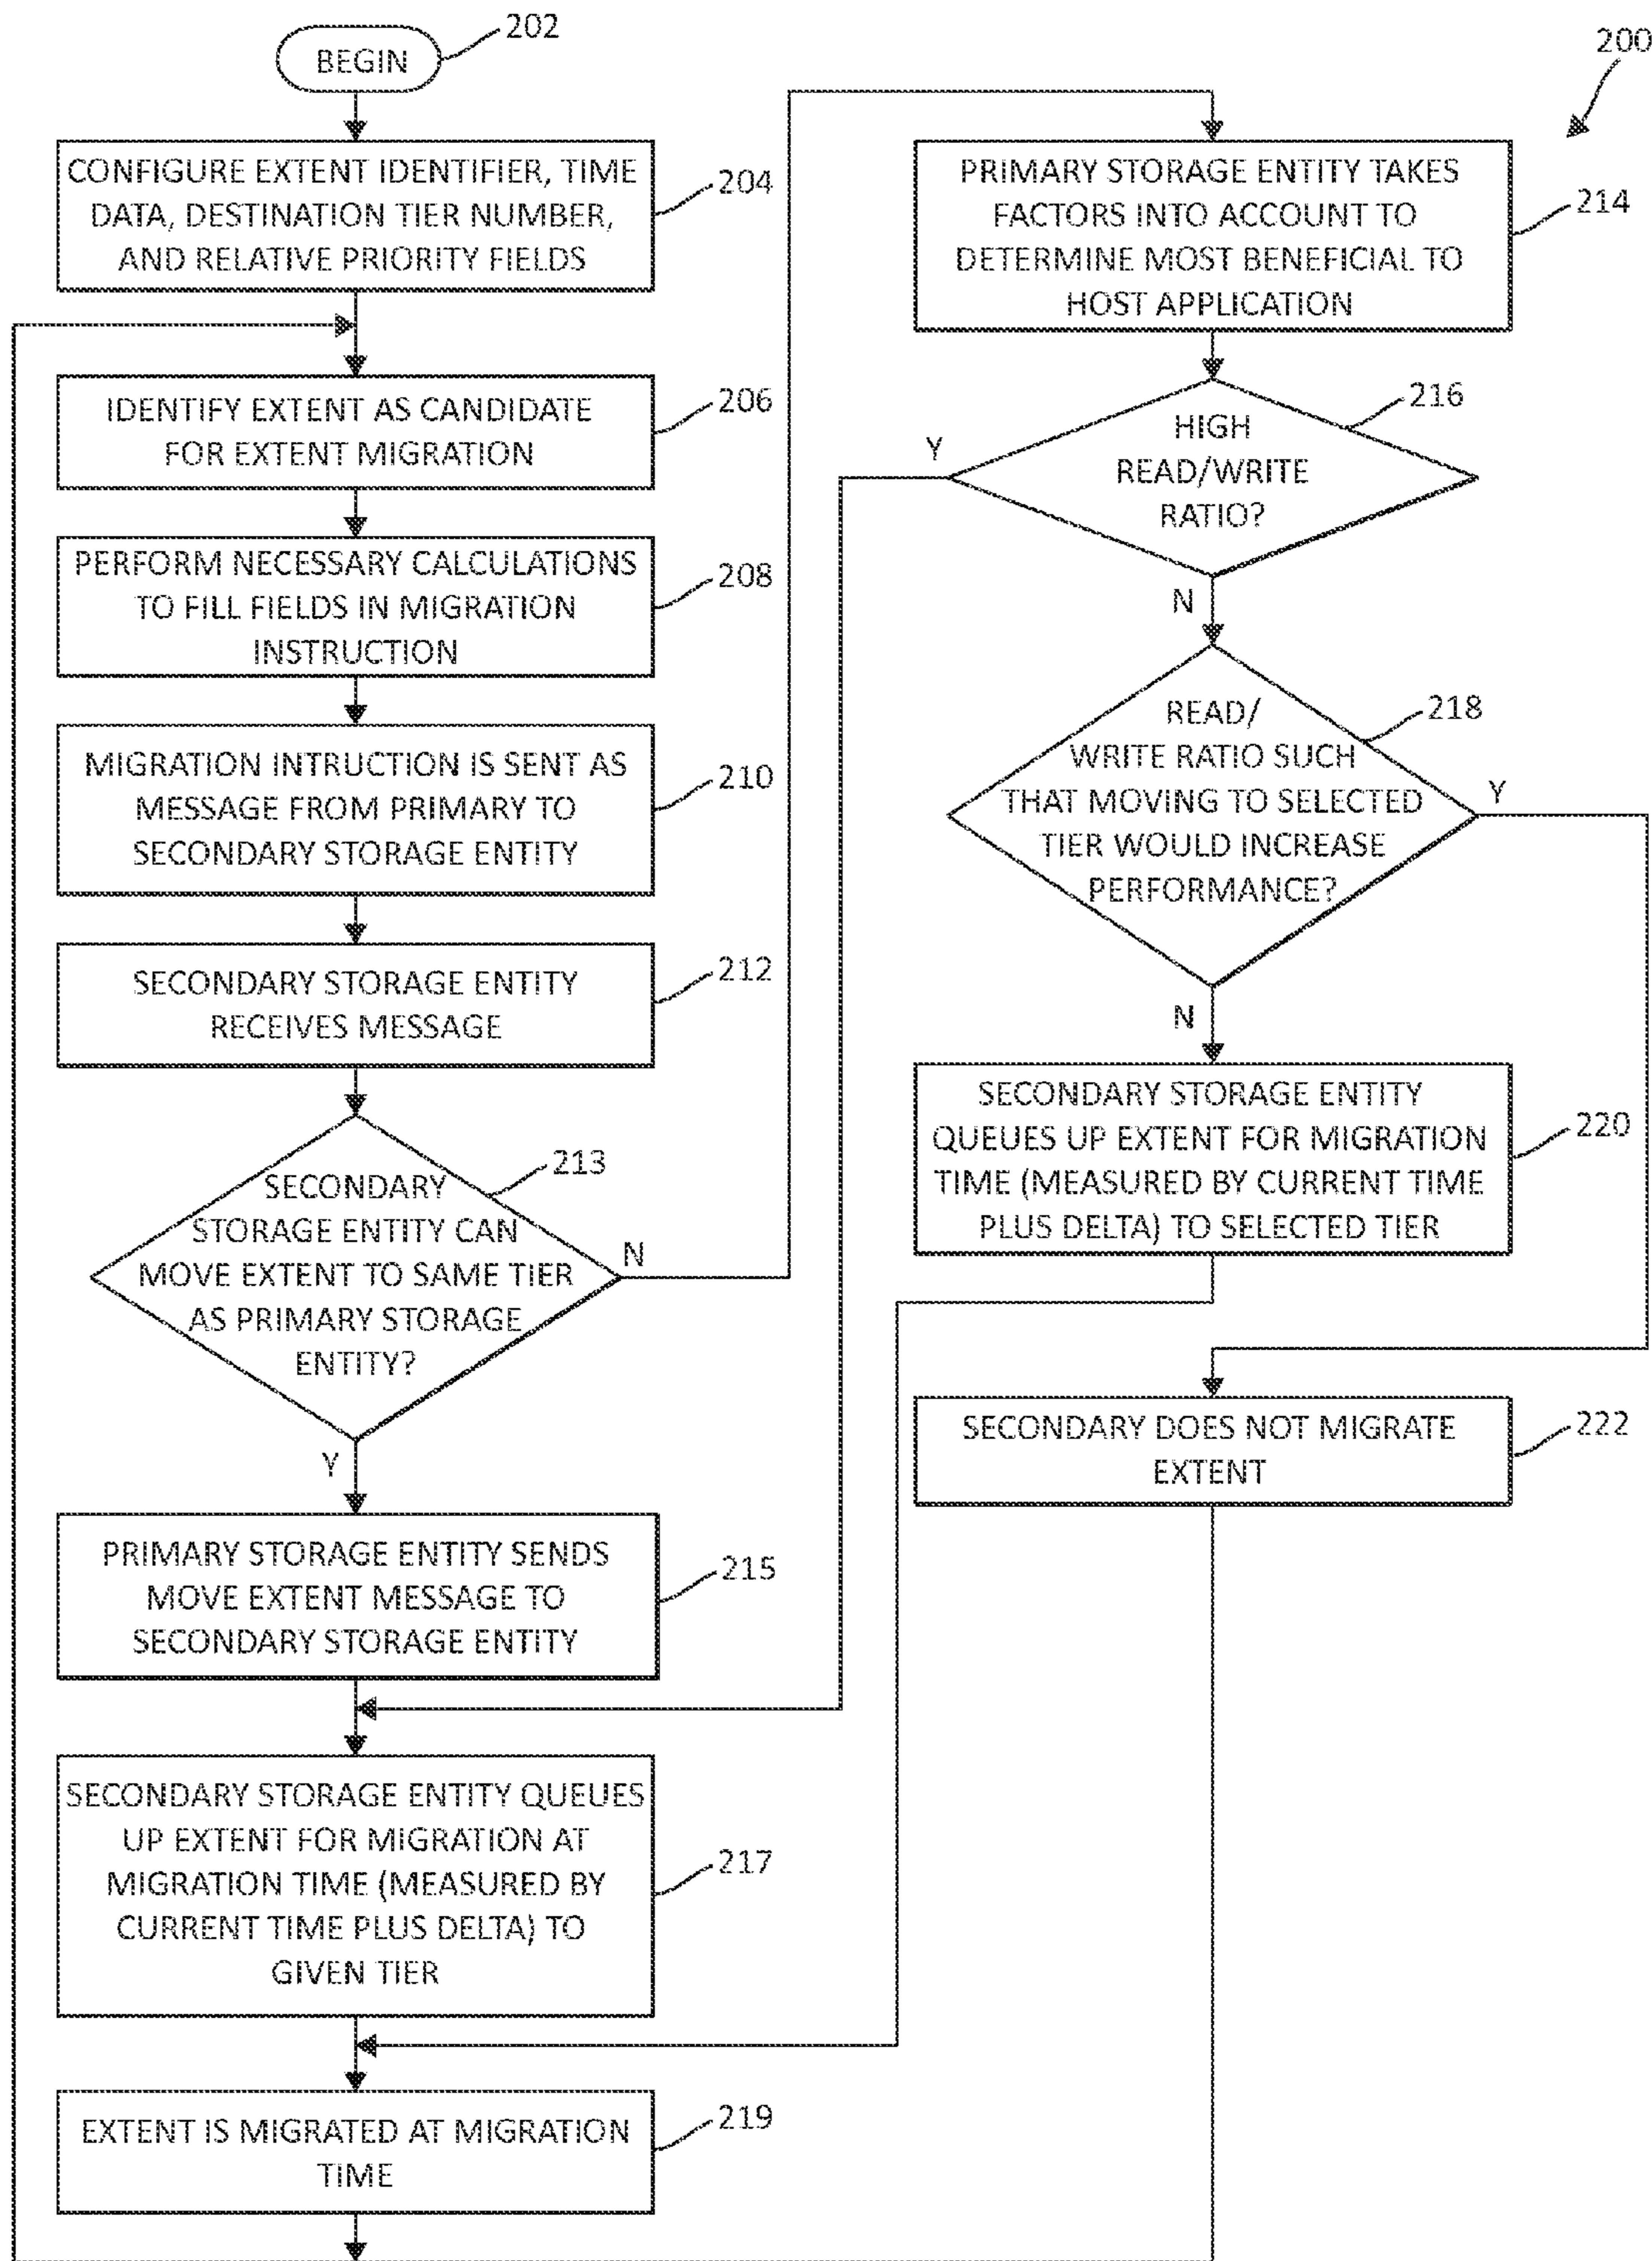 BEGIN
202
200
CONFIGURE EXTENT IDENTIFIER, TIME
DATA, DESTINATION TIER NUMBER,
AND RELATIVE PRIORITY FIELDS
204
IDENTIFY EXTENT AS CANDIDATE
FOR EXTENT MIGRATION
206
PERFORM NECESSARY CALCULATIONS
TO FILL FIELDS IN MIGRATION
INSTRUCTION
208
MIGRATION INTRUCTION IS SENT AS
MESSAGE FROM PRIMARY TO
SECONDARY STORAGE ENTITY
210
SECONDARY STORAGE ENTITY
RECEIVES MESSAGE
212
SECONDARY
STORAGE ENTITY CAN
MOVE EXTENT TO SAME TIER
AS PRIMARY STORAGE
ENTITY?
213
N
Y
PRIMARY STORAGE ENTITY SENDS
MOVE EXTENT MESSAGE TO
SECONDARY STORAGE ENTITY
215
SECONDARY STORAGE ENTITY QUEUES
UP EXTENT FOR MIGRATION AT
MIGRATION TIME (MEASURED BY
CURRENT TIME PLUS DELTA) TO
GIVEN TIER
217
EXTENT IS MIGRATED AT MIGRATION
TIME
219
PRIMARY STORAGE ENTITY TAKES
FACTORS INTO ACCOUNT TO
DETERMINE MOST BENEFICIAL TO
HOST APPLICATION
214
HIGH
READ/WRITE
RATIO?
216
Y
N
READ/
WRITE RATIO SUCH
THAT MOVING TO SELECTED
TIER WOULD INCREASE
PERFORMANCE?
218
Y
N
SECONDARY STORAGE ENTITY
QUEUES UP EXTENT FOR MIGRATION
TIME (MEASURED BY CURRENT TIME
PLUS DELTA) TO SELECTED TIER
220
SECONDARY DOES NOT MIGRATE
EXTENT
222